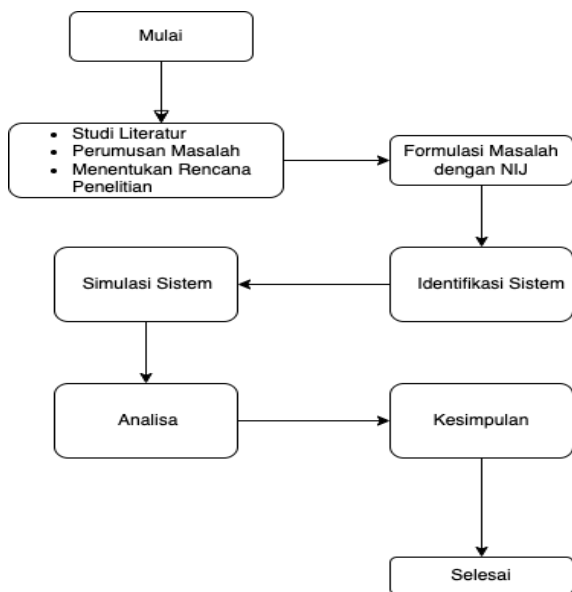 Mulai
• Studi Literatur
• Perumusan Masalah
• Menentukan Rencana
Penelitian
Formulasi Masalah
dengan NIJ
Identifikasi Sistem
Simulasi Sistem
Analisa
Kesimpulan
Selesai